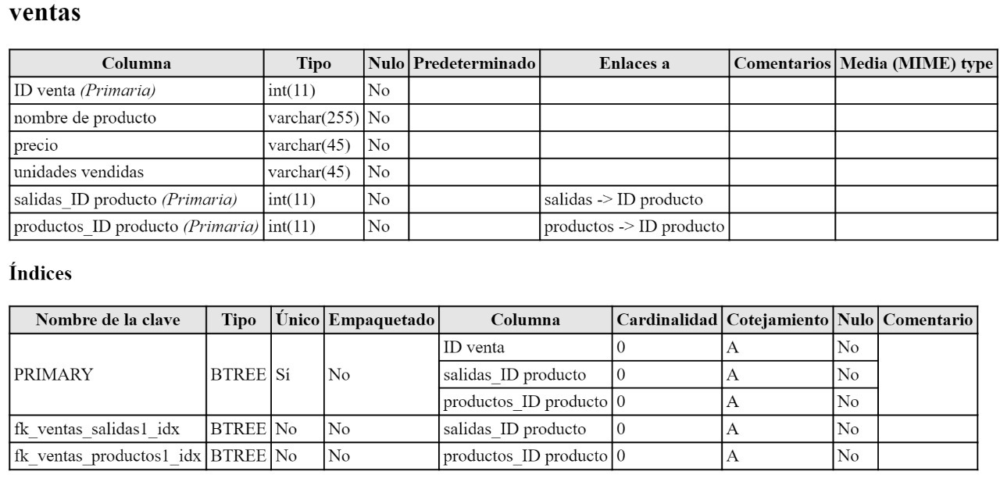 ventas
Columna Tipo Nulo Predeterminado Enlaces a Comentarios Media (MIME) type
ID venta (Primaria) int(11) No
nombre de producto varchar(255) No
precio varchar(45) No
unidades vendidas varchar(45) No
salidas_ID producto (Primaria) int(11) No salidas -> ID producto
productos_ID producto (Primaria) int(11) No productos -> ID producto
Índices
Nombre de la clave Tipo Único Empaquetado Columna Cardinalidad Cotejamiento Nulo Comentario
PRIMARY BTREE Sí No ID venta 0 A No
salidas_ID producto 0 A No
productos_ID producto 0 A No
fk_ventas_salidas1_idx BTREE No No salidas_ID producto 0 A No
fk_ventas_productos1_idx BTREE No No productos_ID producto 0 A No